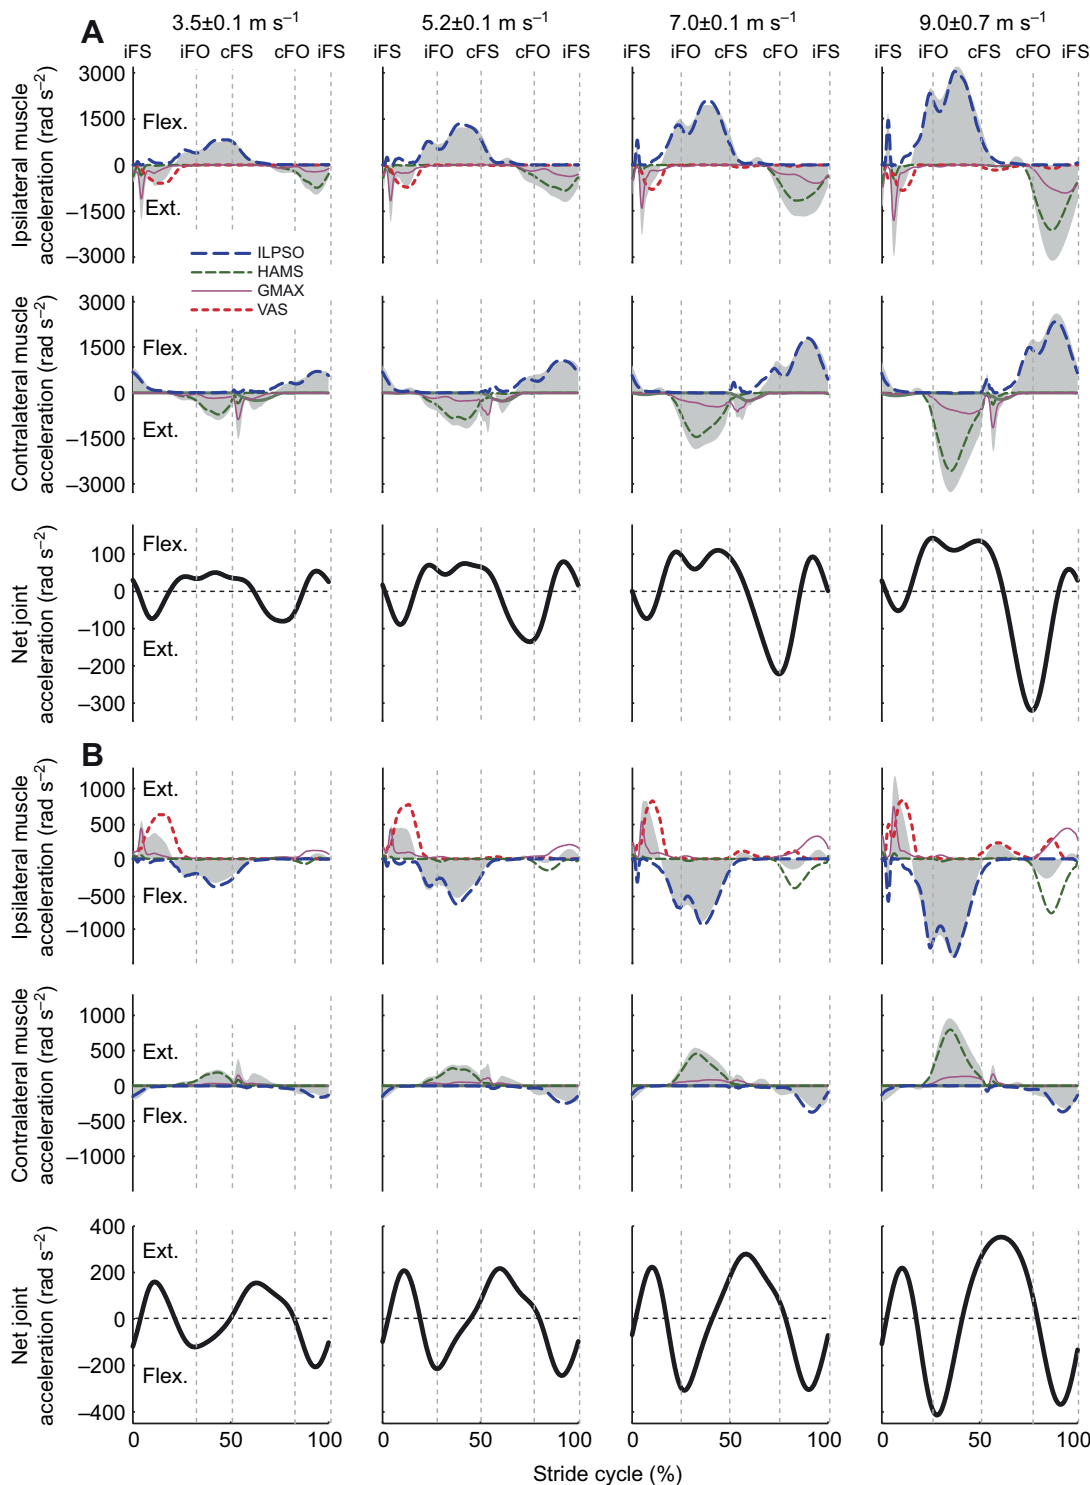 A
3.5±0.1 m s⁻¹ 5.2±0.1 m s⁻¹ 7.0±0.1 m s⁻¹ 9.0±0.7 m s⁻¹
iFS iFO cFS cFO iFS iFO cFS cFO iFS iFO cFS cFO iFS iFO cFS cFO iFS
Ipsilateral muscle
acceleration (rad s⁻²)
3000
1500
0
–1500
–3000
Flex.
Ext.
ILPSO
HAMS
GMAX
VAS
Contralateral muscle
acceleration (rad s⁻²)
3000
1500
0
–1500
–3000
Flex.
Ext.
Net joint
acceleration (rad s⁻²)
100
0
–100
–200
–300
Flex.
Ext.
B
Ipsilateral muscle
acceleration (rad s⁻²)
1000
500
0
–500
–1000
Ext.
Flex.
Contralateral muscle
acceleration (rad s⁻²)
1000
500
0
–500
–1000
Ext.
Flex.
Net joint
acceleration (rad s⁻²)
400
200
0
–200
–400
Ext.
Flex.
0 50 100 0 50 100 0 50 100 0 50 100
Stride cycle (%)